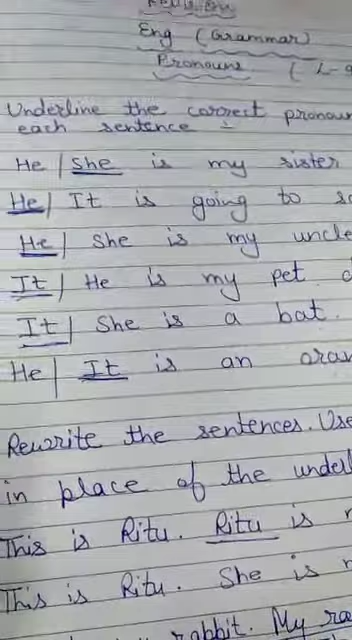 Eng (Grammar)
Pronouns (L-9
Underline the correct pronoun
each sentence :-
He | She is my sister
He | It is going to
He | She is my uncle
It | He is my pet
It | She is a bat.
He | It is an
Rewrite the sentences. Use
in place of the
This is Ritu. Ritu is
This is Ritu. She is
rabbit. My